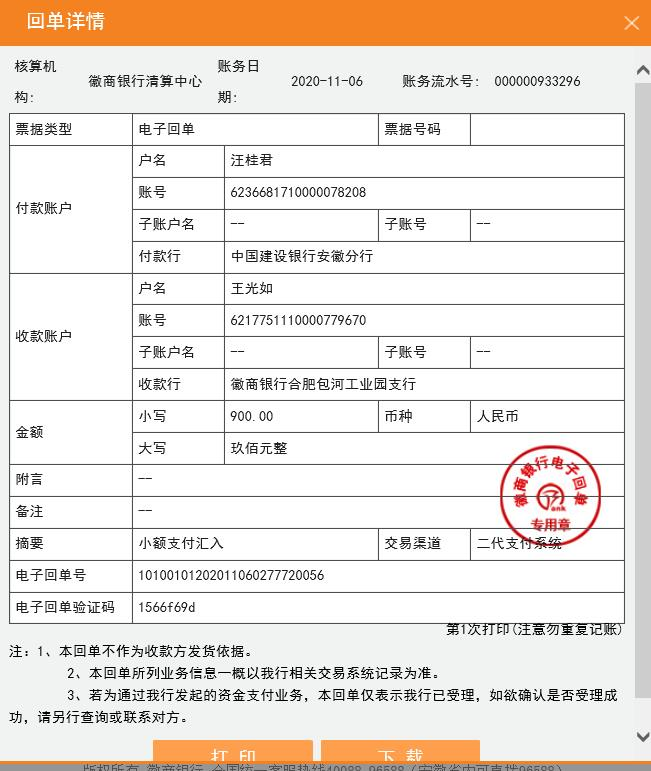 回单详情
核算机构: 徽商银行清算中心 账务日期: 2020-11-06 账务流水号: 000000933296
票据类型 电子回单 票据号码
付款账户
户名 汪桂君
账号 6236681710000078208
子账户名 -- 子账号 --
付款行 中国建设银行安徽分行
收款账户
户名 王光如
账号 6217751110000779670
子账户名 -- 子账号 --
收款行 徽商银行合肥包河工业园支行
金额
小写 900.00 币种 人民币
大写 玖佰元整
附言 --
备注 --
徽商银行电子回单
专用章
摘要 小额支付汇入 交易渠道 二代支付系统
电子回单号 10100101202011060277720056
电子回单验证码 1566f69d
第1次打印(注意勿重复记账)
注：1、本回单不作为收款方发货依据。
2、本回单所列业务信息一概以我行相关交易系统记录为准。
3、若为通过我行发起的资金支付业务，本回单仅表示我行已受理，如欲确认是否受理成
功，请另行查询或联系对方。
打 印 下 载
版权所有 徽商银行 全国统一客服热线40088-96588（安徽省内可直拨96588）